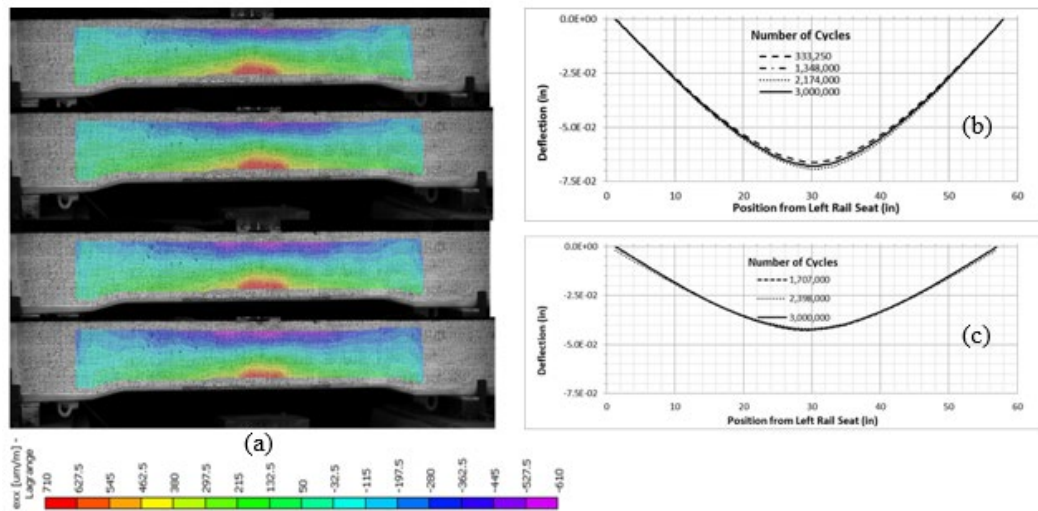 (a)
exx [um/m] -
Lagrange
710
627.5
545
462.5
380
297.5
215
132.5
50
-32.5
-115
-197.5
-280
-362.5
-445
-527.5
-610
0.0E+00
-2.5E-02
-5.0E-02
-7.5E-02
Deflection (in)
Number of Cycles
333,250
1,348,000
2,174,000
3,000,000
(b)
0 10 20 30 40 50 60
Position from Left Rail Seat (in)
0.0E+00
-2.5E-02
-5.0E-02
-7.5E-02
Deflection (in)
Number of Cycles
1,707,000
2,398,000
3,000,000
(c)
0 10 20 30 40 50 60
Position from Left Rail Seat (in)